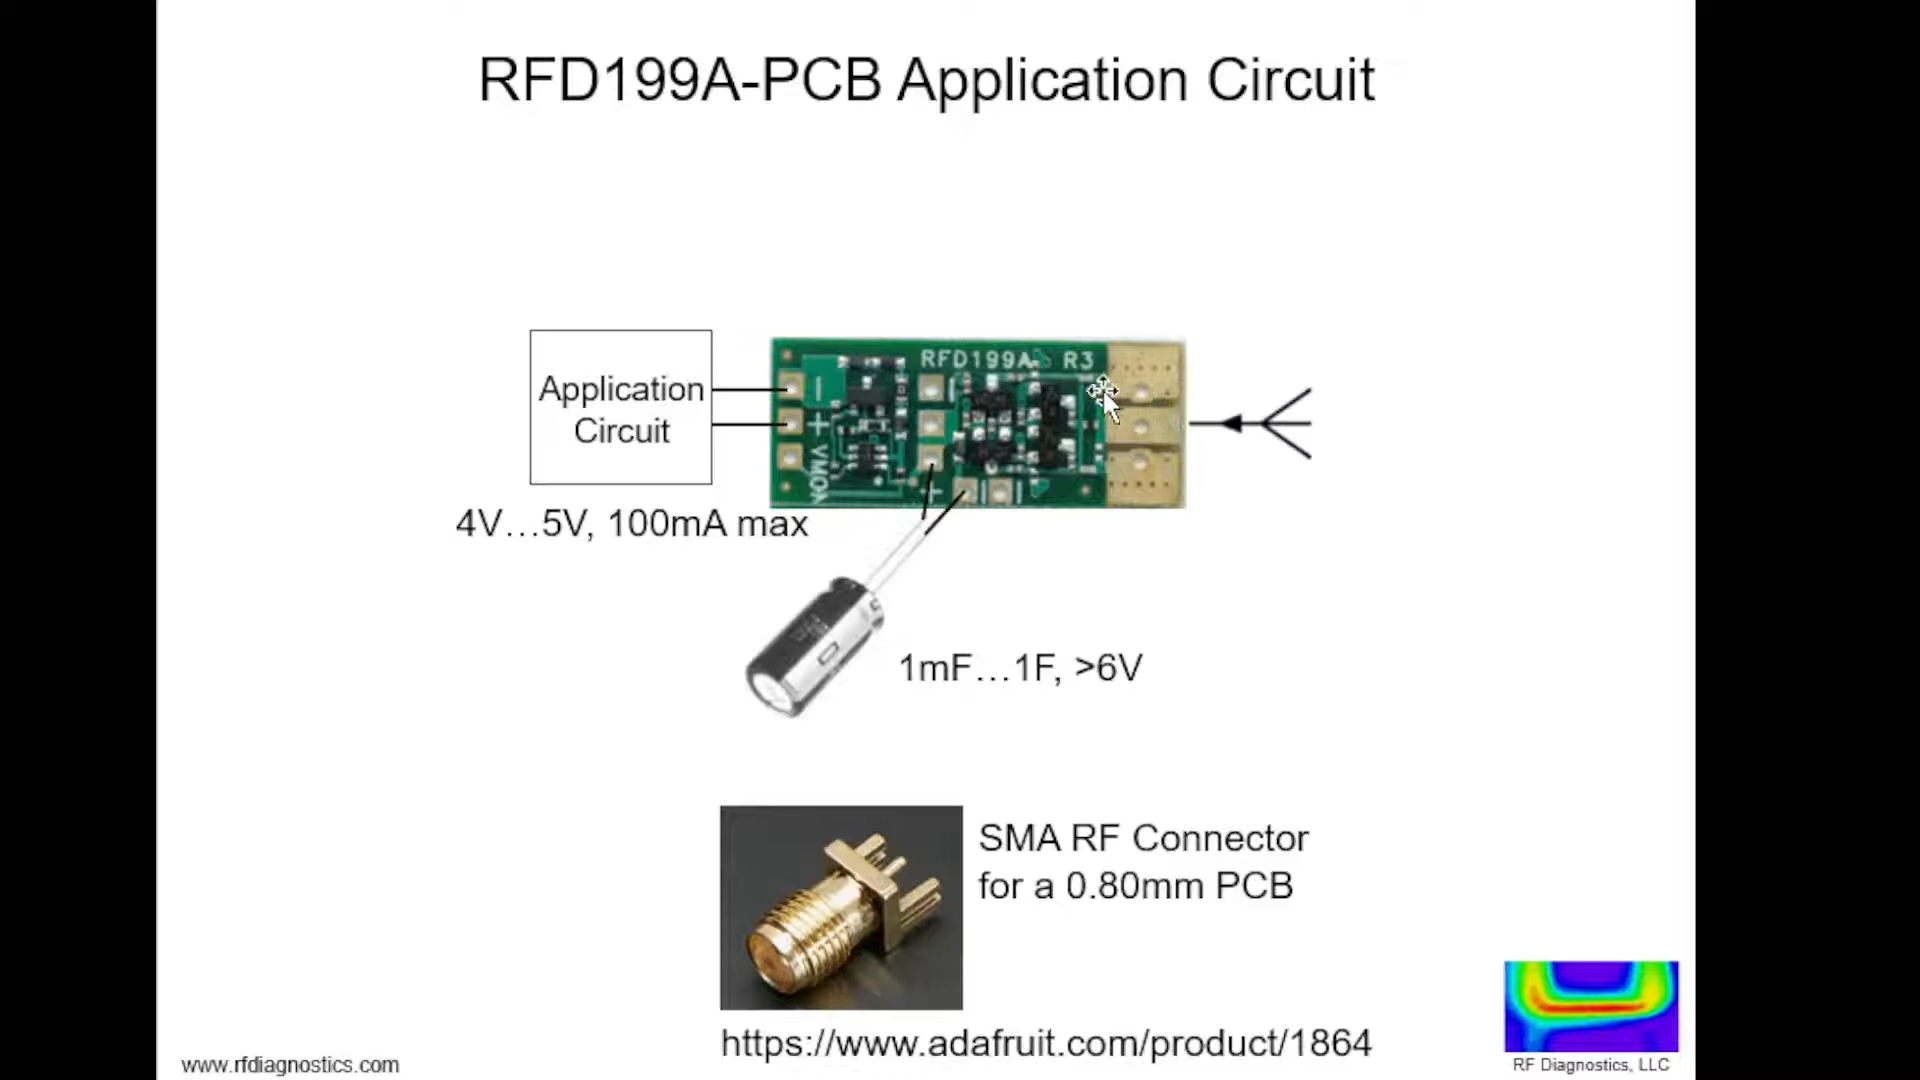 RFD199A-PCB Application Circuit
RFD199A R3
Application
Circuit
- + VMON
4V…5V, 100mA max
1mF…1F, >6V
SMA RF Connector
for a 0.80mm PCB
https://www.adafruit.com/product/1864
www.rfdiagnostics.com
RF Diagnostics, LLC